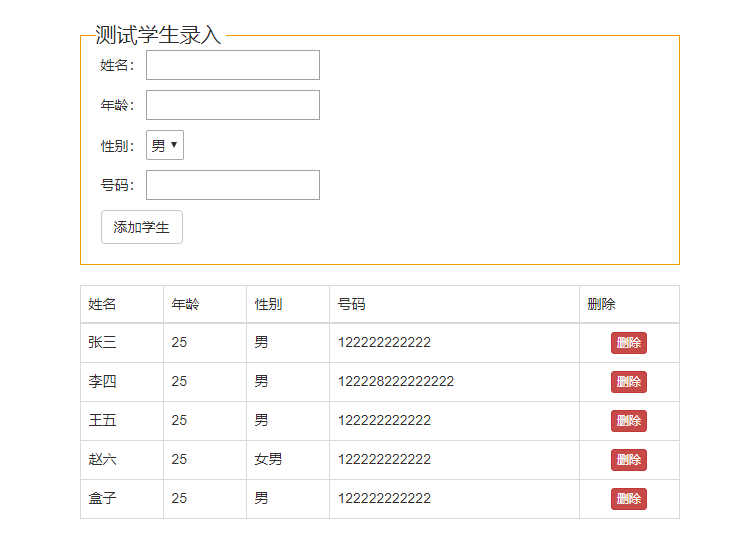 测试学生录入
姓名：
年龄：
性别： 男
号码：
添加学生
姓名 年龄 性别 号码 删除
张三 25 男 122222222222 删除
李四 25 男 122228222222222 删除
王五 25 男 122222222222 删除
赵六 25 女男 122222222222 删除
盒子 25 男 122222222222 删除